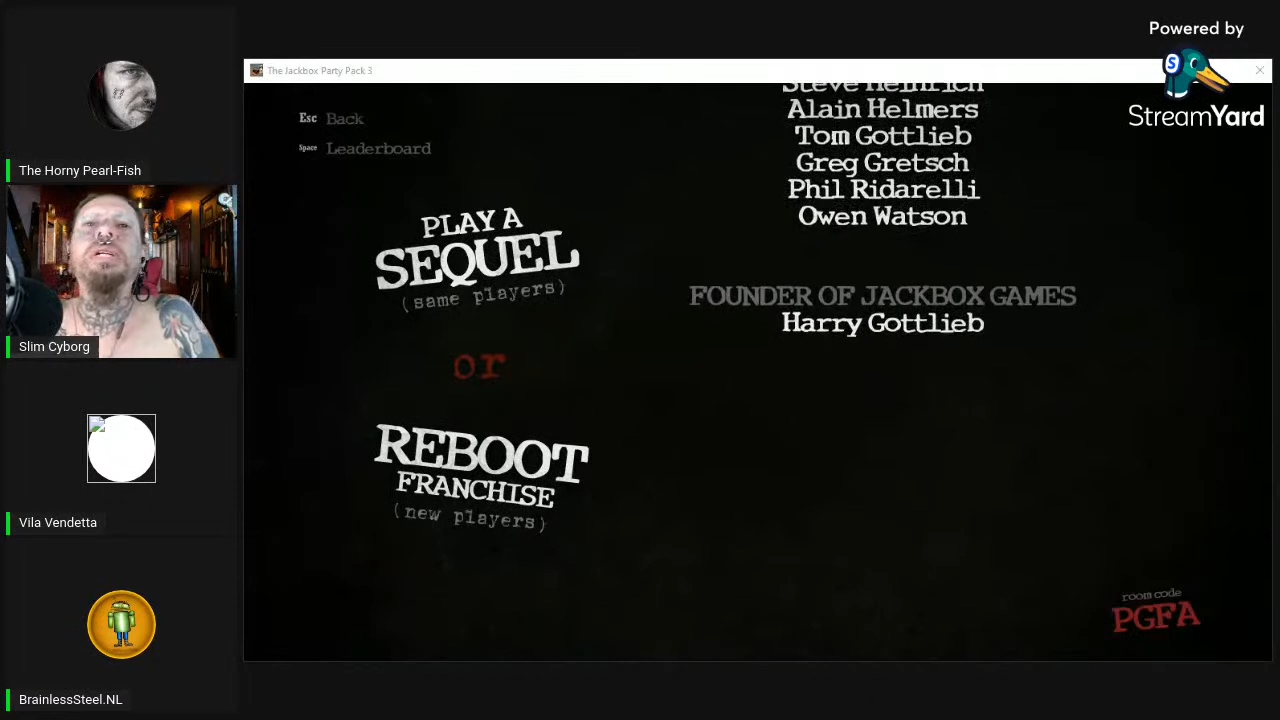 Powered by
StreamYard
The Jackbox Party Pack 3
The Horny Pearl-Fish
Slim Cyborg
Vila Vendetta
BrainlessSteel.NL
Esc Back
Space Leaderboard
PLAY A
SEQUEL
(same players)
or
REBOOT
FRANCHISE
(new players)
Steve Heinrich
Alain Helmers
Tom Gottlieb
Greg Gretsch
Phil Ridarelli
Owen Watson
FOUNDER OF JACKBOX GAMES
Harry Gottlieb
room code
PGFA